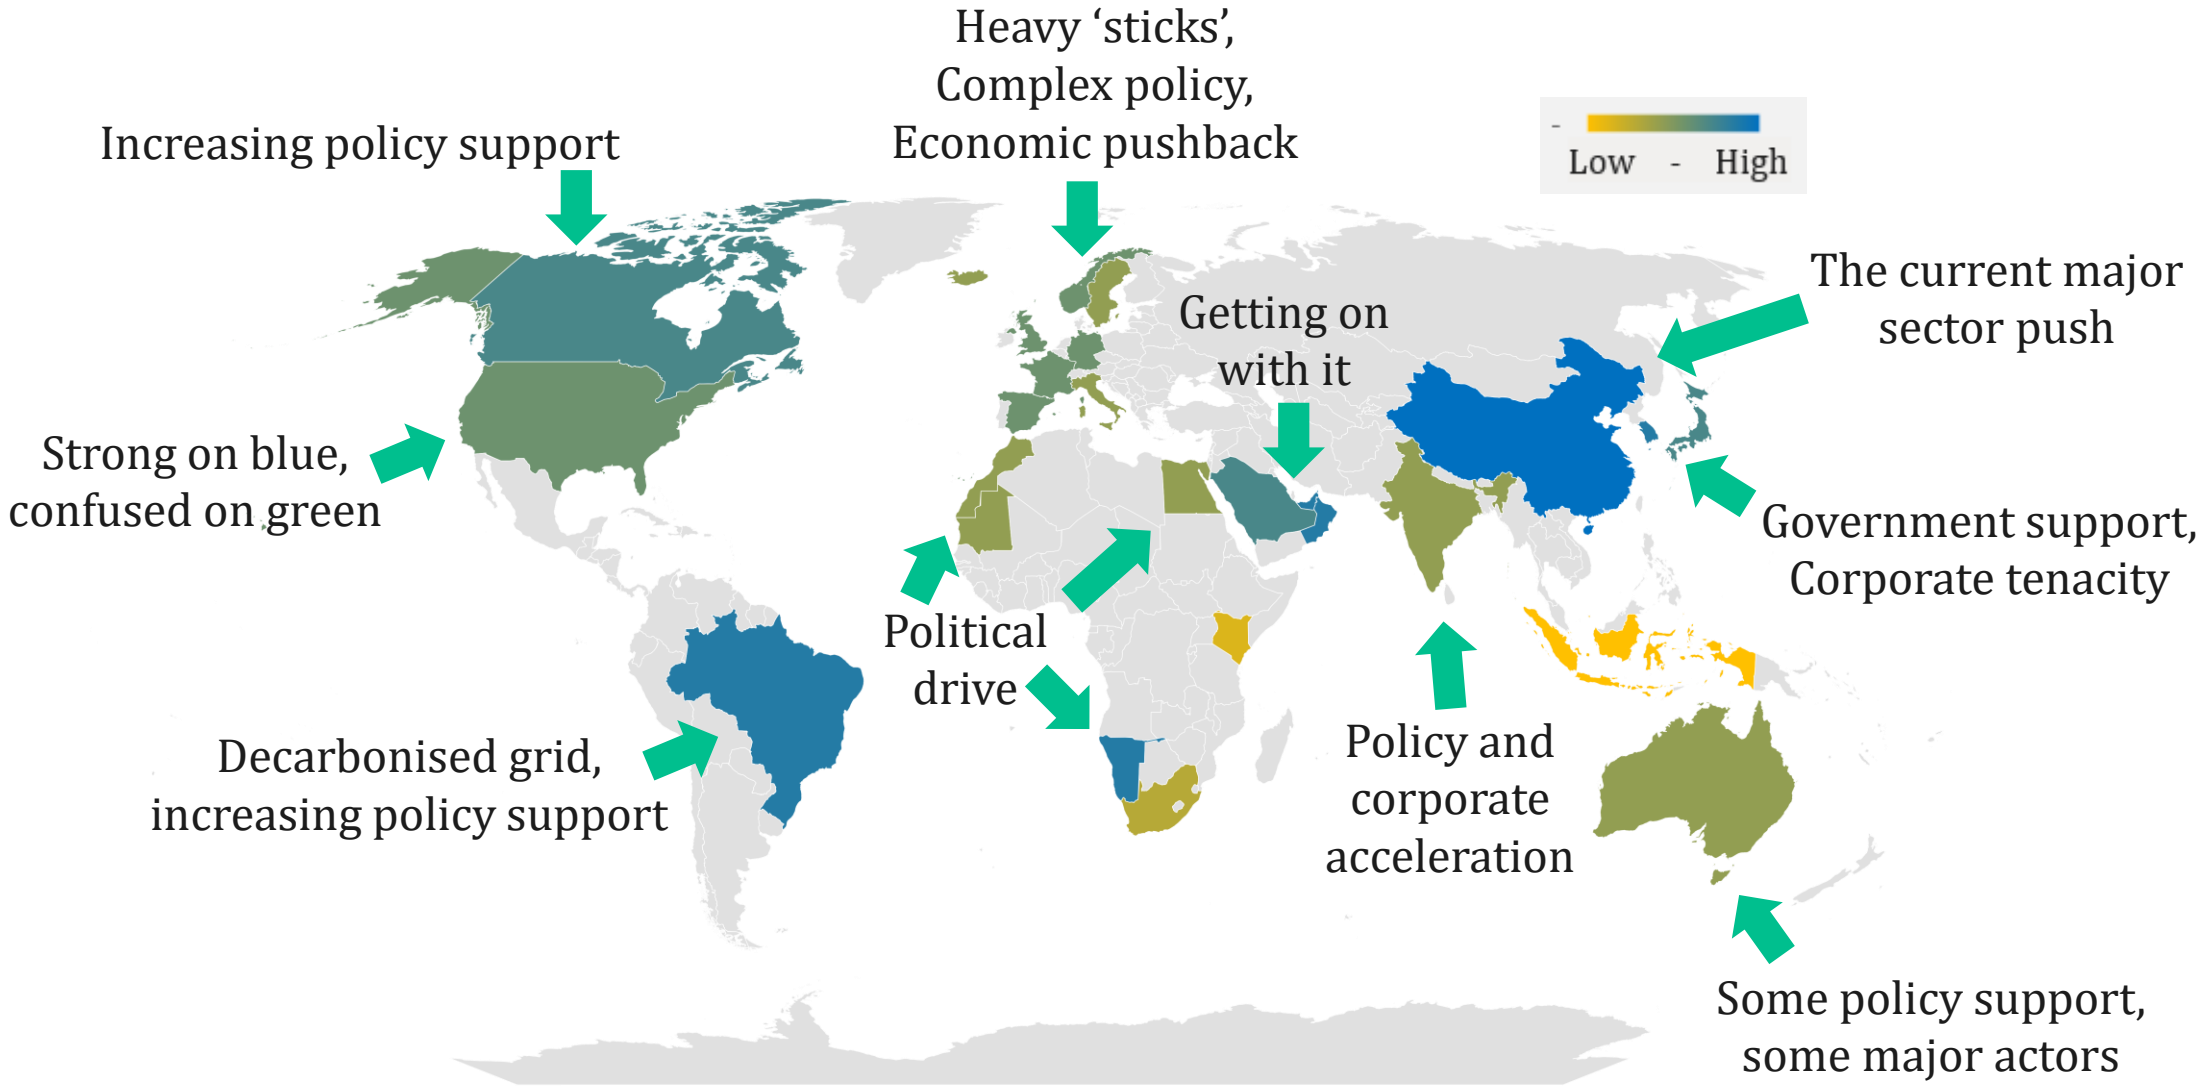 Heavy ‘sticks’,
Complex policy,
Economic pushback
Increasing policy support
-
Low - High
The current major
sector push
Getting on
with it
Strong on blue,
confused on green
Government support,
Corporate tenacity
Political
drive
Decarbonised grid,
increasing policy support
Policy and
corporate
acceleration
Some policy support,
some major actors